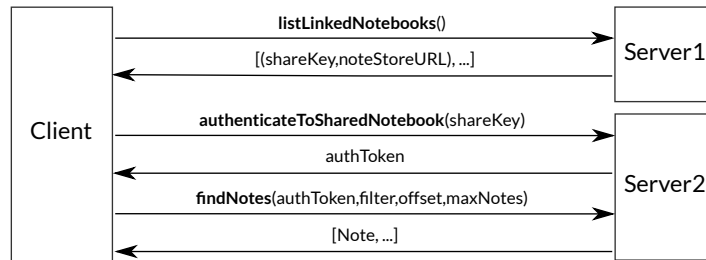 listLinkedNotebooks()
Server1
[(shareKey,noteStoreURL), ...]
Client
authenticateToSharedNotebook(shareKey)
authToken
Server2
findNotes(authToken,filter,offset,maxNotes)
[Note, ...]